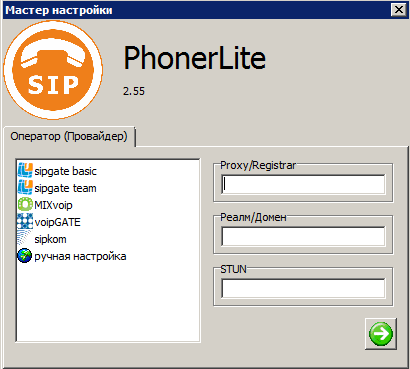 Мастер настройки
SIP
PhonerLite
2.55
Оператор (Провайдер)
sipgate basic
sipgate team
MIXvoip
voipGATE
sipkom
ручная настройка
Proxy/Registrar
Реалм/Домен
STUN